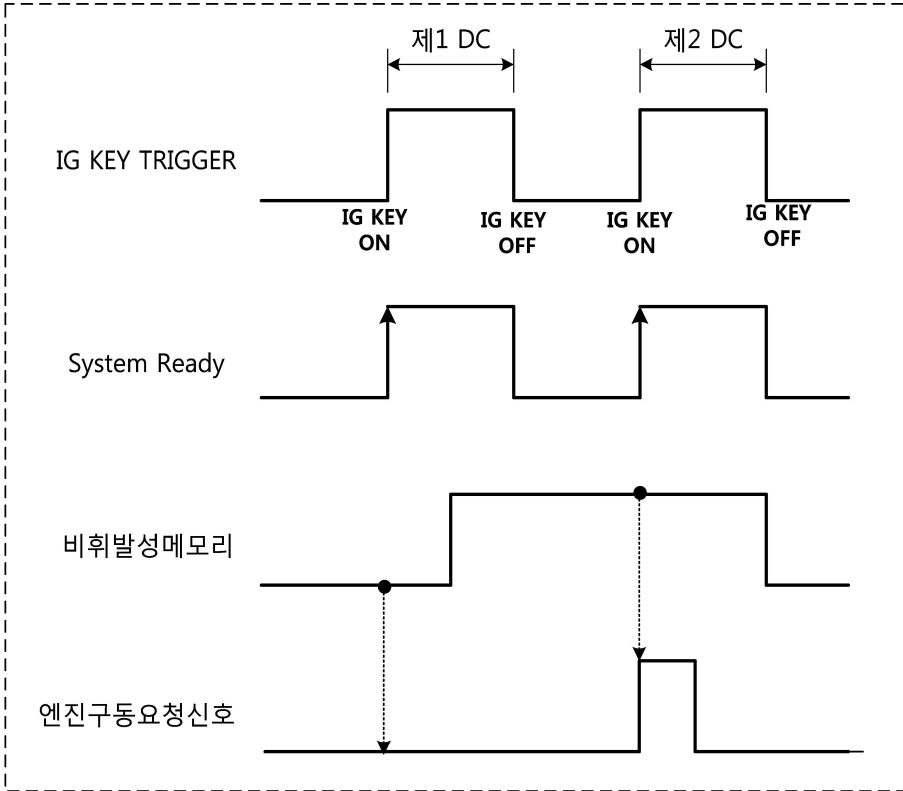 제1 DC
제2 DC
IG KEY TRIGGER
IG KEY
ON
IG KEY
OFF
IG KEY
ON
IG KEY
OFF
System Ready
비휘발성메모리
엔진구동요청신호